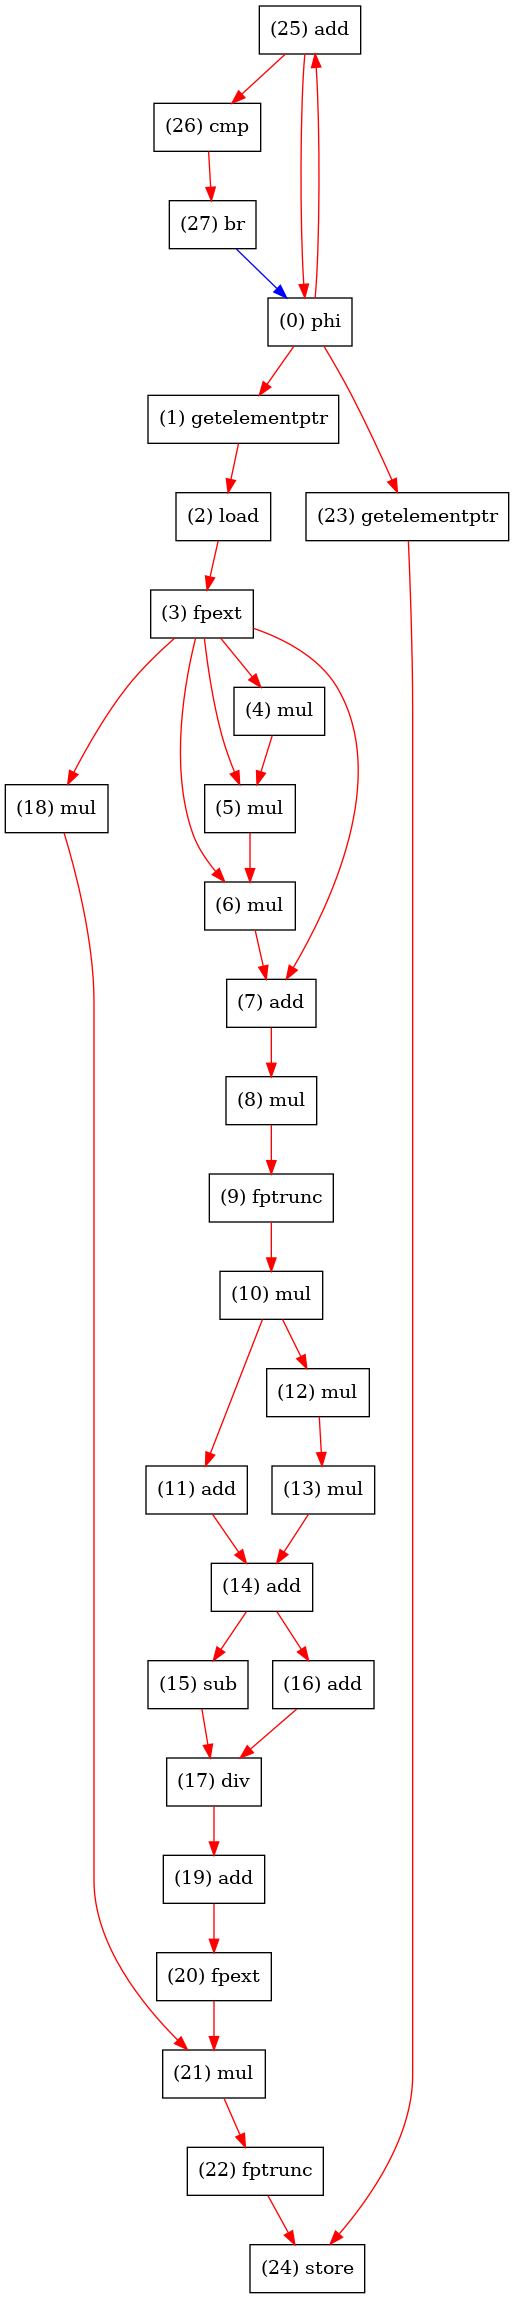 (25) add
(26) cmp
(27) br
(0) phi
(1) getelementptr
(2) load
(23) getelementptr
(3) fpext
(4) mul
(18) mul
(5) mul
(6) mul
(7) add
(8) mul
(9) fptrunc
(10) mul
(12) mul
(11) add
(13) mul
(14) add
(15) sub
(16) add
(17) div
(19) add
(20) fpext
(21) mul
(22) fptrunc
(24) store